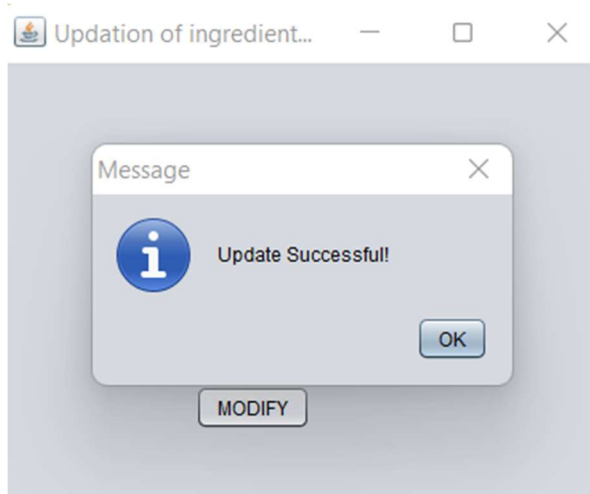 Updation of ingredient...
Message
Update Successful!
OK
MODIFY